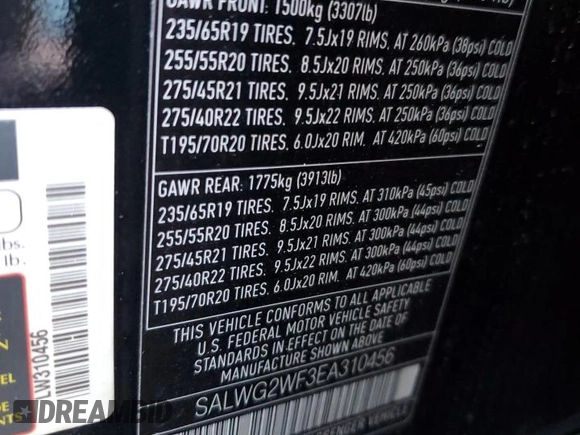 GAWR FRONT: 1500kg (3307lb)
235/65R19 TIRES. 7.5Jx19 RIMS. AT 260kPa (38psi) COLD
255/55R20 TIRES. 8.5Jx20 RIMS. AT 250kPa (36psi) COLD
275/45R21 TIRES. 9.5Jx21 RIMS. AT 250kPa (36psi) COLD
275/40R22 TIRES. 9.5Jx22 RIMS. AT 250kPa (36psi) COLD
T195/70R20 TIRES. 6.0Jx20 RIM. AT 420kPa (60psi) COLD
GAWR REAR: 1775kg (3913lb)
235/65R19 TIRES. 7.5Jx19 RIMS. AT 310kPa (45psi) COLD
255/55R20 TIRES. 8.5Jx20 RIMS. AT 300kPa (44psi) COLD
275/45R21 TIRES. 9.5Jx21 RIMS. AT 300kPa (44psi) COLD
275/40R22 TIRES. 9.5Jx22 RIMS. AT 300kPa (44psi) COLD
T195/70R20 TIRES. 6.0Jx20 RIM. AT 420kPa (60psi) COLD
THIS VEHICLE CONFORMS TO ALL APPLICABLE
U.S. FEDERAL MOTOR VEHICLE SAFETY
STANDARDS IN EFFECT ON THE DATE OF
MANUFACTURE SHOWN ABOVE.
SALWG2WF3EA310456
PASSENGER VEHICLE
lbs.
lb.
LW310456
DREAMBID